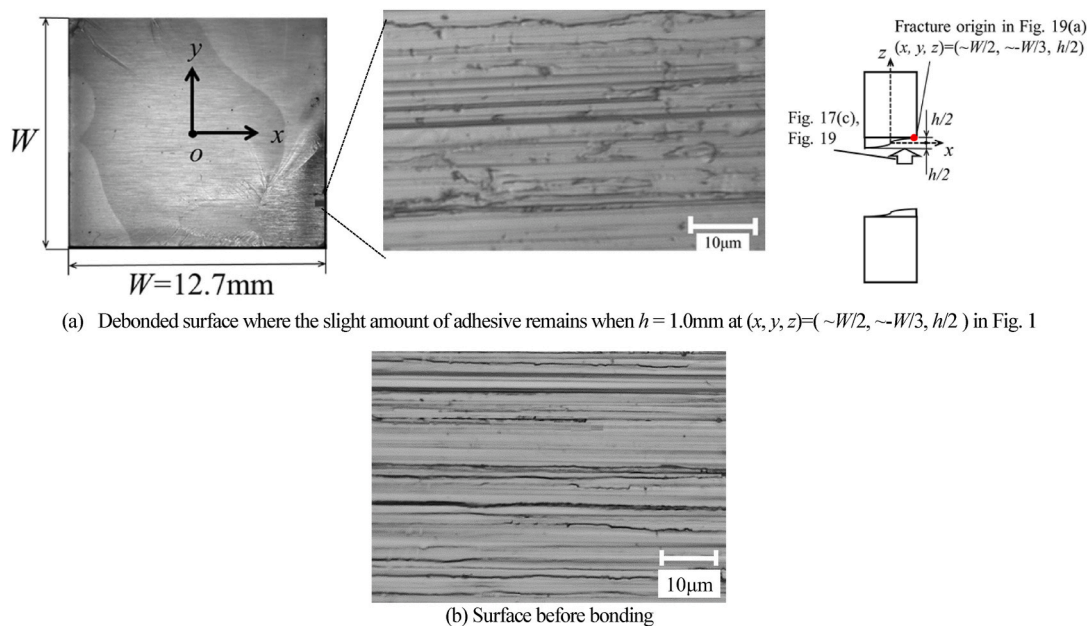 y
W
x
o
W=12.7mm
10μm
Fracture origin in Fig. 19(a)
(x, y, z)=(~W/2, ~-W/3, h/2)
z
Fig. 17(c),
Fig. 19
h/2
x
h/2
(a) Debonded surface where the slight amount of adhesive remains when h = 1.0mm at (x, y, z)=( ~W/2, ~-W/3, h/2 ) in Fig. 1
10μm
(b) Surface before bonding